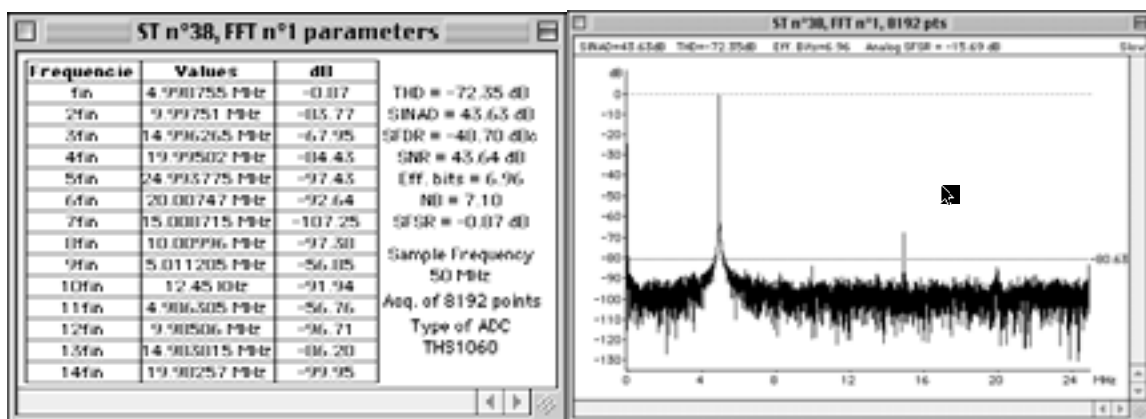 ST n°38, FFT n°1 parameters
Frequencie Values dB
fin 4.998755 MHz -0.87
2fin 9.99751 MHz -83.77
3fin 14.996265 MHz -67.95
4fin 19.99502 MHz -84.43
5fin 24.993775 MHz -97.43
6fin 20.00747 MHz -92.64
7fin 15.008715 MHz -107.25
8fin 10.00996 MHz -97.38
9fin 5.011205 MHz -56.85
10fin 12.45 KHz -91.94
11fin 4.986305 MHz -56.76
12fin 9.98506 MHz -96.71
13fin 14.983815 MHz -86.20
14fin 19.98257 MHz -99.95
THD = -72.35 dB
SINAD = 43.63 dB
SFDR = -48.70 dBc
SNR = 43.64 dB
Eff. bits = 6.96
NB = 7.10
SFSR = -0.87 dB
Sample Frequency
50 MHz
Acq. of 8192 points
Type of ADC
THS1060
ST n°38, FFT n°1, 8192 pts
SINAD=43.63dB THD=-72.35dB Eff. Bits=6.96 Analog SFSR = -15.69 dB Slow
dB
0
-10
-20
-30
-40
-50
-60
-70
-80
-90
-100
-110
-120
-130
-80.63
0 4 8 12 16 20 24 MHz